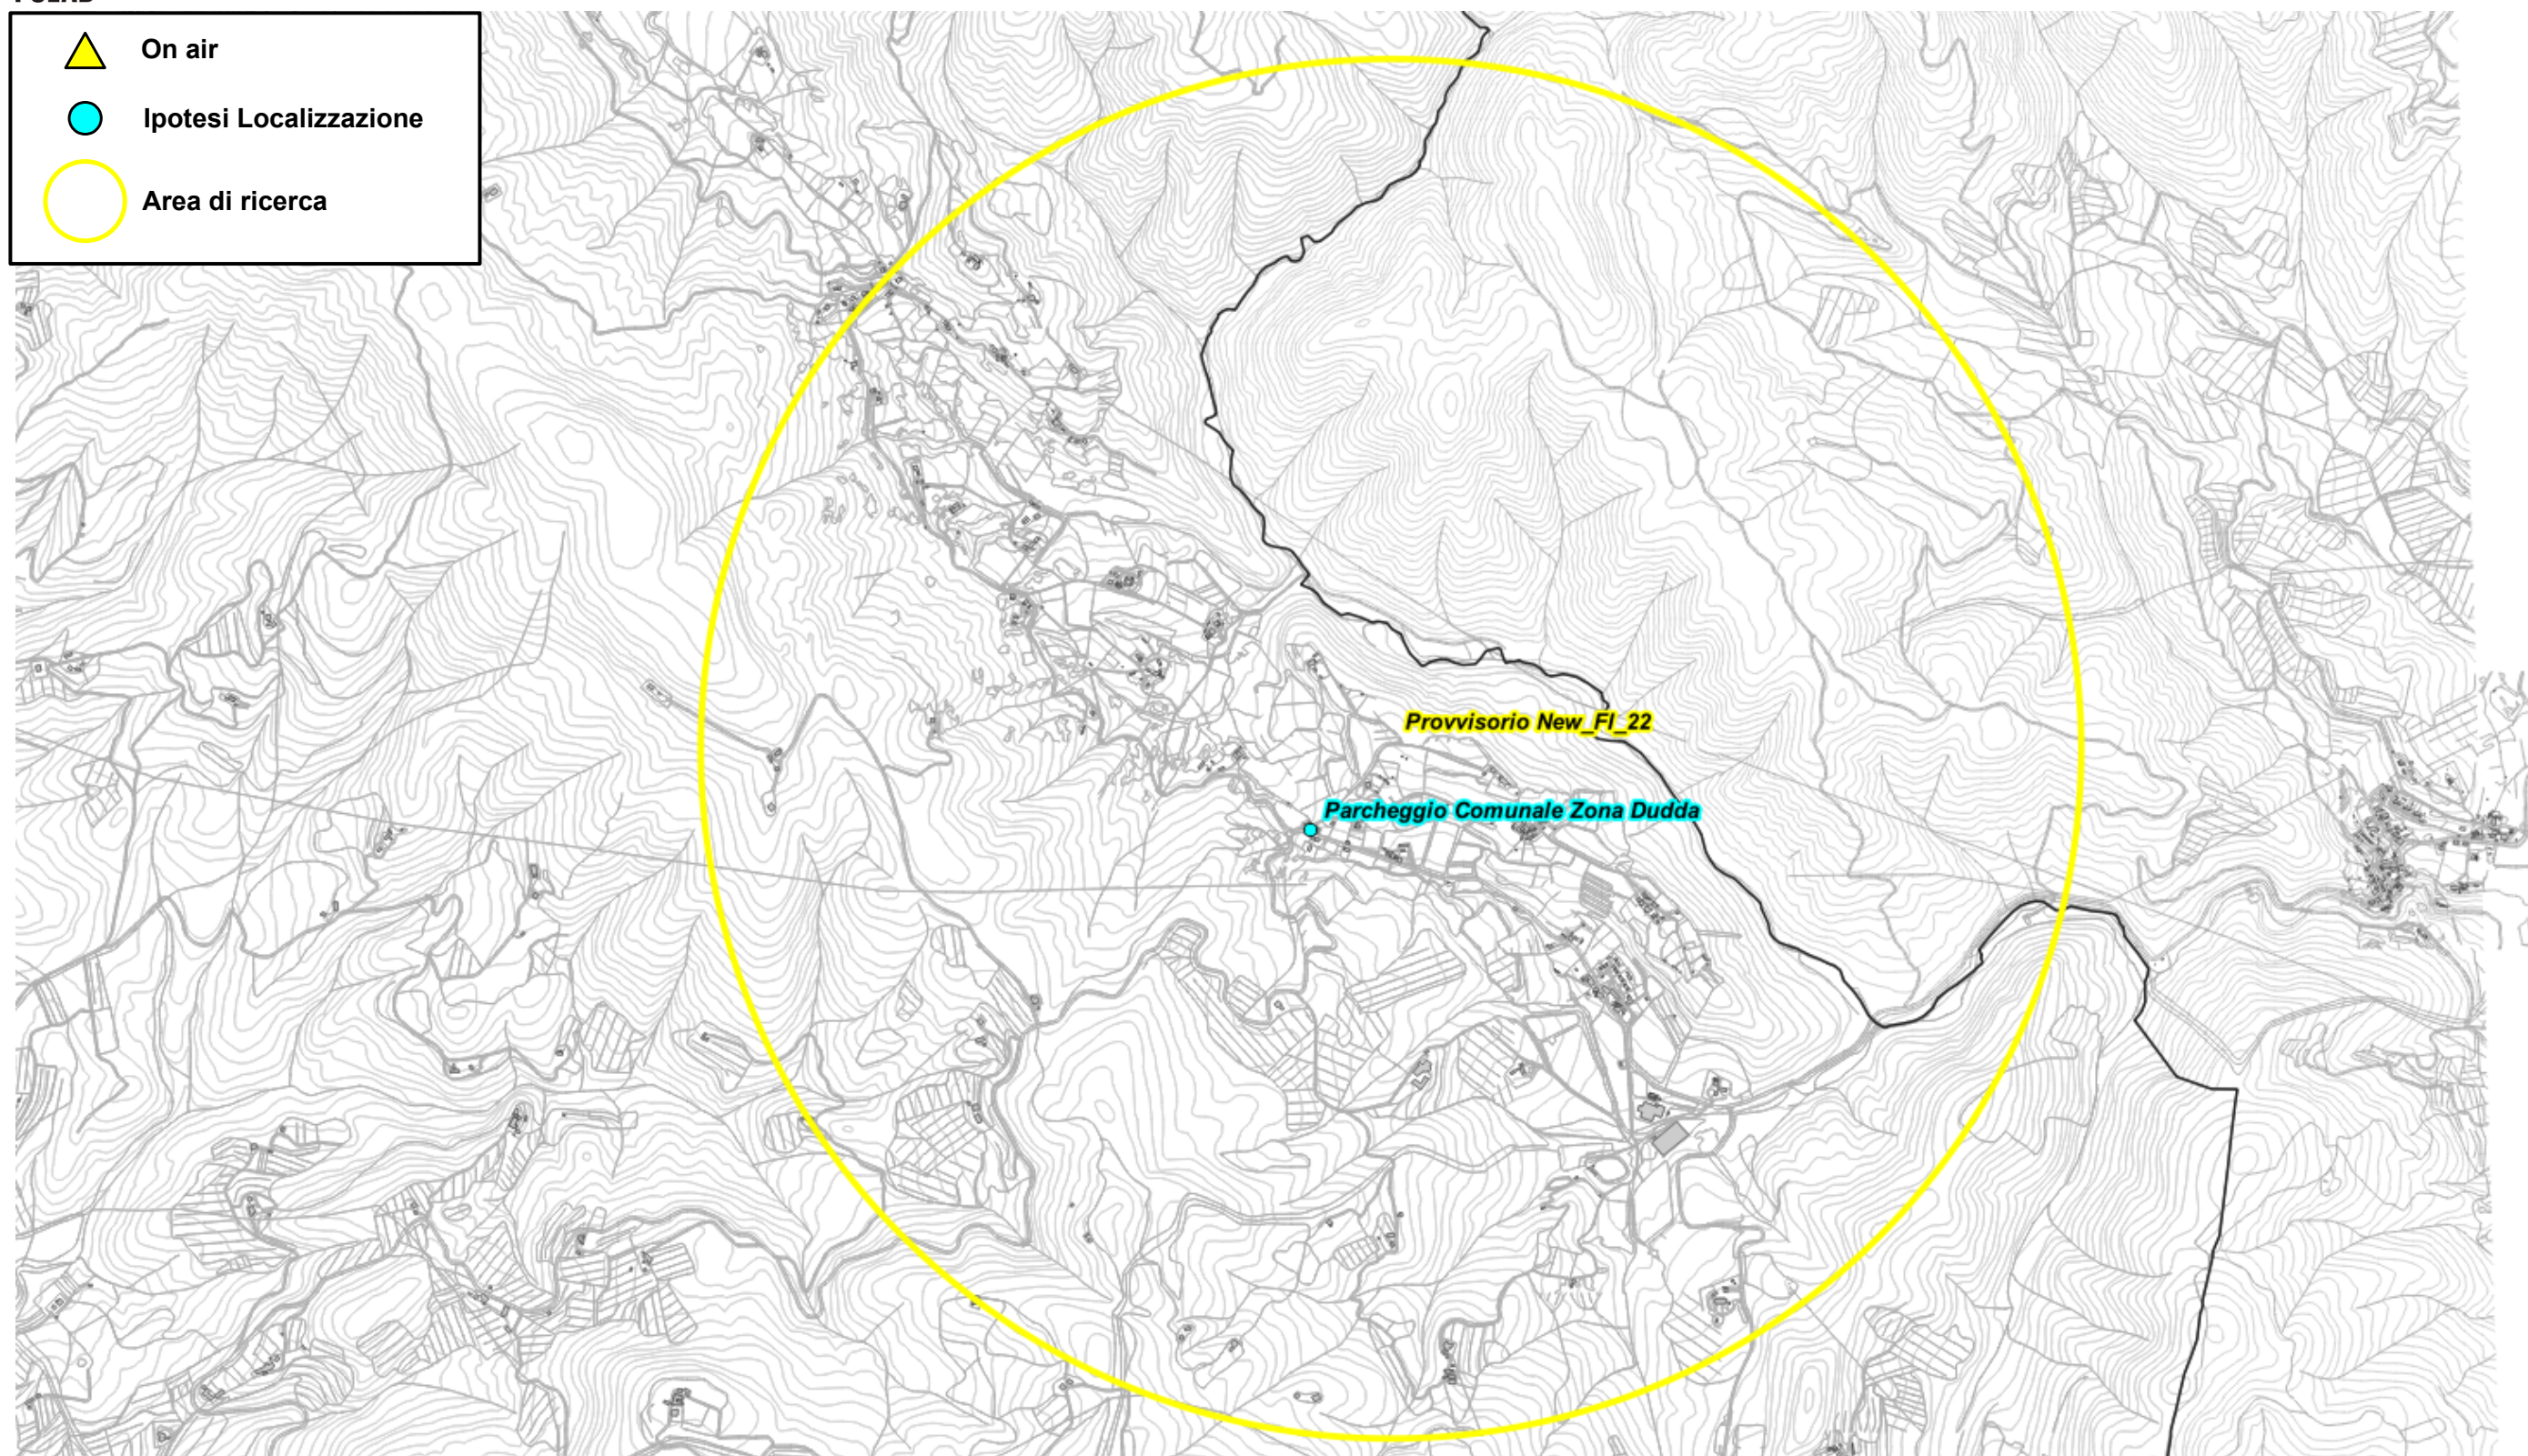 On air
Ipotesi Localizzazione
Area di ricerca
Provvisorio New_FI_22
Parcheggio Comunale Zona Dudda